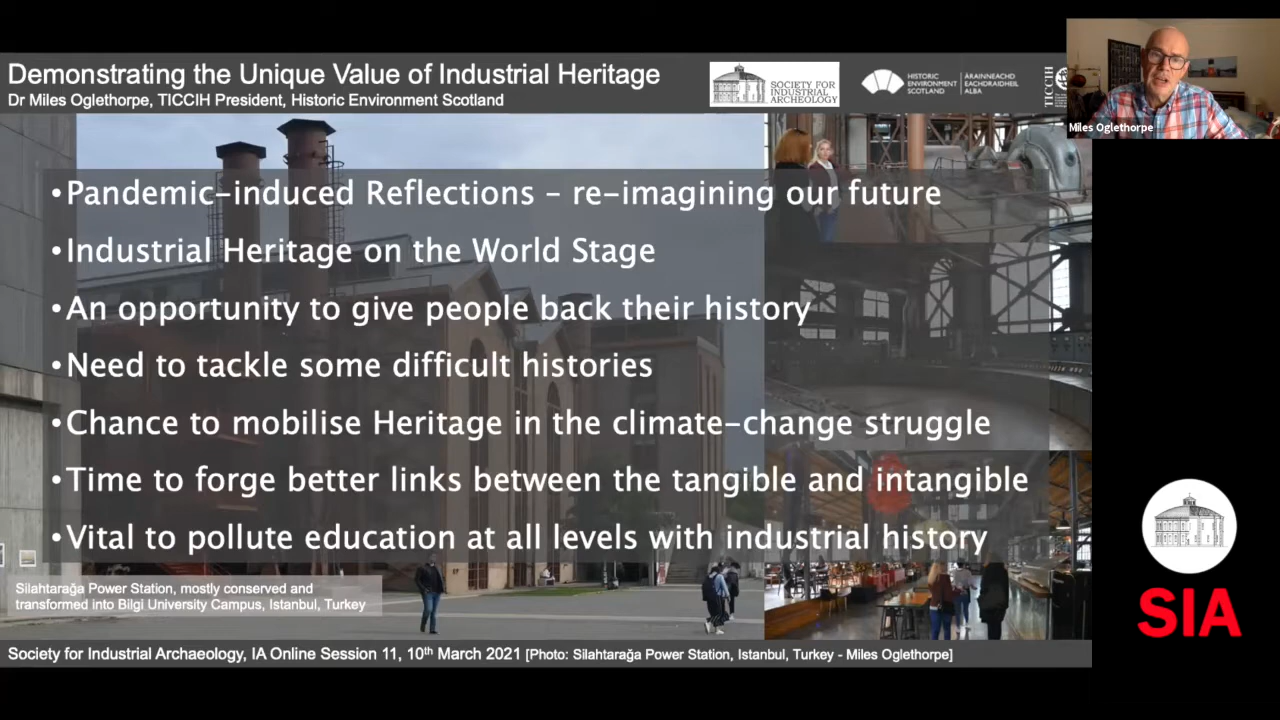 Demonstrating the Unique Value of Industrial Heritage
Dr Miles Oglethorpe, TICCIH President, Historic Environment Scotland
SOCIETY FOR
INDUSTRIAL
ARCHEOLOGY
HISTORIC
ENVIRONMENT
SCOTLAND
ÀRAINNEACHD
EACHDRAIDHEIL
ALBA
TICCIH
Miles Oglethorpe
•Pandemic-induced Reflections – re-imagining our future
•Industrial Heritage on the World Stage
•An opportunity to give people back their history
•Need to tackle some difficult histories
•Chance to mobilise Heritage in the climate-change struggle
•Time to forge better links between the tangible and intangible
•Vital to pollute education at all levels with industrial history
Silahtarağa Power Station, mostly conserved and
transformed into Bilgi University Campus, Istanbul, Turkey
SIA
Society for Industrial Archaeology, IA Online Session 11, 10th March 2021 [Photo: Silahtarağa Power Station, Istanbul, Turkey - Miles Oglethorpe]